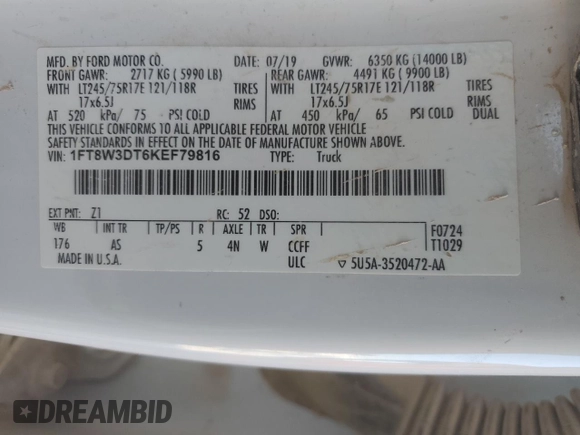 MFD. BY FORD MOTOR CO. DATE: 07/19 GVWR: 6350 KG (14000 LB)
FRONT GAWR: 2717 KG (5990 LB) REAR GAWR: 4491 KG (9900 LB)
WITH LT245/75R17E 121/118R TIRES WITH LT245/75R17E 121/118R TIRES
17x6.5J RIMS 17x6.5J RIMS
AT 520 kPa/ 75 PSI COLD AT 450 kPa/ 65 PSI COLD DUAL
THIS VEHICLE CONFORMS TO ALL APPLICABLE FEDERAL MOTOR VEHICLE
SAFETY STANDARDS IN EFFECT ON THE DATE OF MANUFACTURE SHOWN ABOVE.
VIN: 1FT8W3DT6KEF79816 TYPE: Truck
EXT PNT: Z1 RC: 52 DSO:
WB INT TR TP/PS R AXLE TR SPR F0724
176 AS 5 4N W CCFF T1029
MADE IN U.S.A. ULC ▽ 5U5A-3520472-AA
DREAMBID